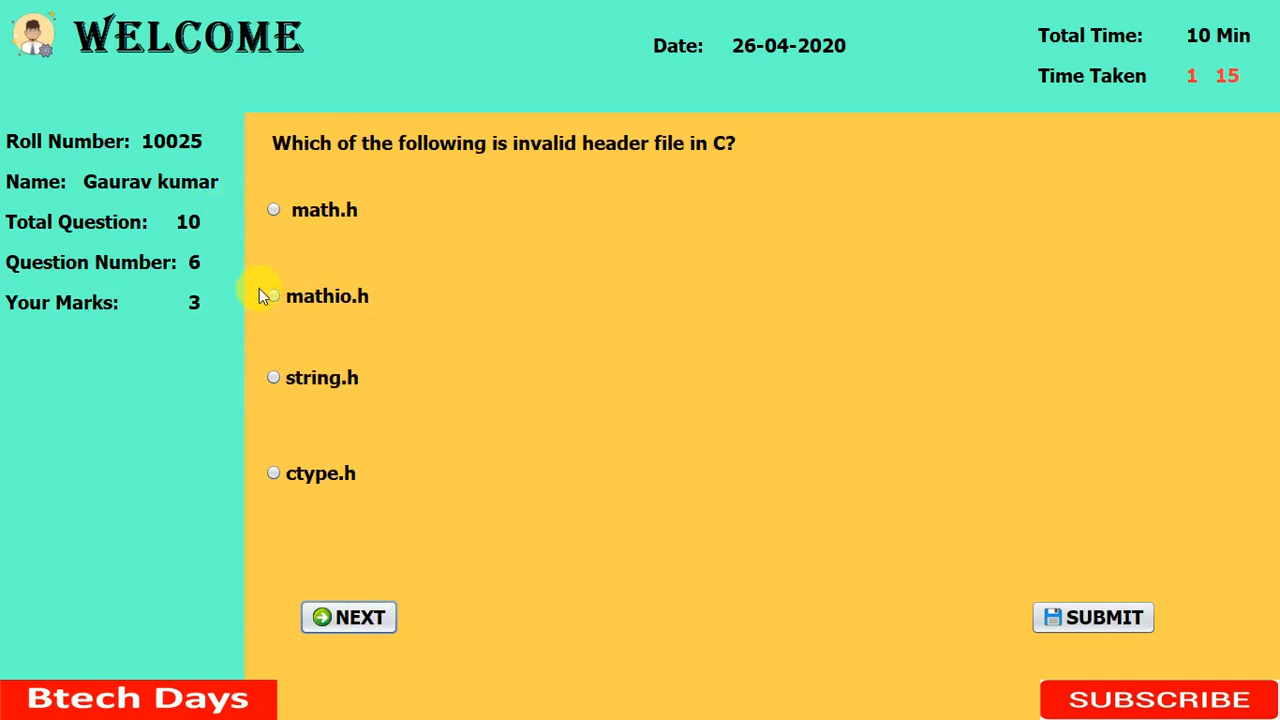 WELCOME
Date: 26-04-2020
Total Time: 10 Min
Time Taken 1 15
Roll Number: 10025
Name: Gaurav kumar
Total Question: 10
Question Number: 6
Your Marks: 3
Which of the following is invalid header file in C?
math.h
mathio.h
string.h
ctype.h
NEXT
SUBMIT
Btech Days
SUBSCRIBE